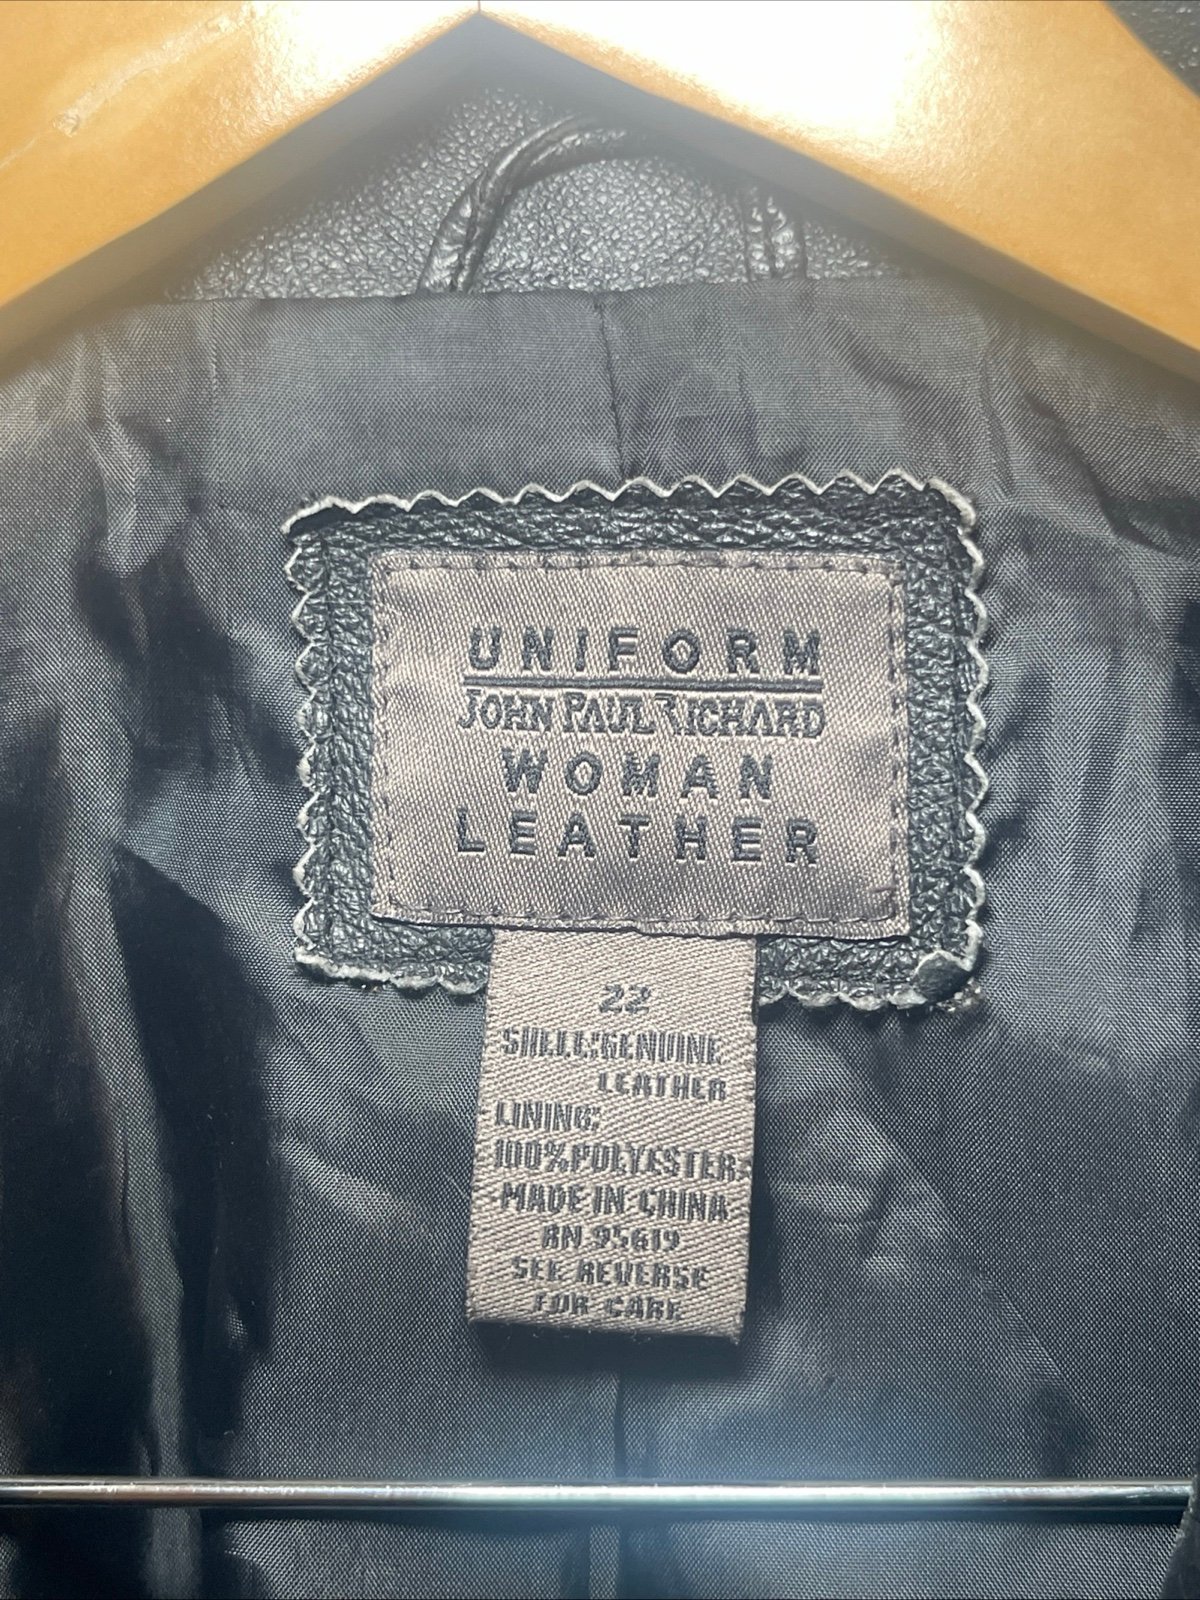 UNIFORM
JOHN PAUL RICHARD
WOMAN
LEATHER
22
SHELL:GENUINE
LEATHER
LINING:
100%POLYESTER
MADE IN CHINA
RN 95619
SEE REVERSE
FOR CARE